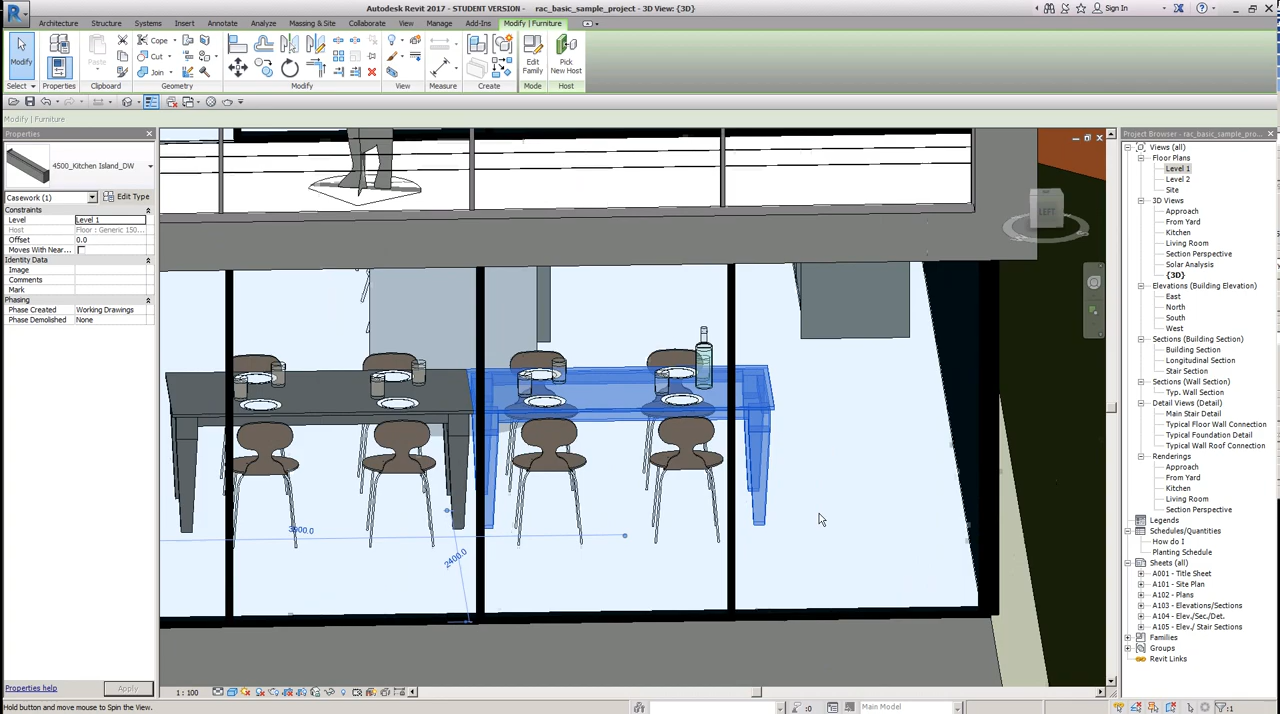 Autodesk Revit 2017 - STUDENT VERSION - rac_basic_sample_project - 3D View: {3D}
Sign In
Architecture Structure Systems Insert Annotate Analyze Massing & Site Collaborate View Manage Add-Ins Modify | Furniture
Modify
Properties
Paste
Cope
Cut
Join
Edit Family
Pick New Host
Select Properties Clipboard Geometry Modify View Measure Create Mode Host
Modify | Furniture
Properties
4500_Kitchen Island_DW
Casework (1)
Edit Type
Constraints
Level Level 1
Host Floor : Generic 150...
Offset 0.0
Moves With Near...
Identity Data
Image
Comments
Mark
Phasing
Phase Created Working Drawings
Phase Demolished None
Properties help
Apply
LEFT
3900.0
2400.0
1 : 100
Project Browser - rac_basic_sample_pro...
Views (all)
Floor Plans
Level 1
Level 2
Site
3D Views
Approach
From Yard
Kitchen
Living Room
Section Perspective
Solar Analysis
{3D}
Elevations (Building Elevation)
East
North
South
West
Sections (Building Section)
Building Section
Longitudinal Section
Stair Section
Sections (Wall Section)
Typ. Wall Section
Detail Views (Detail)
Main Stair Detail
Typical Floor Wall Connection
Typical Foundation Detail
Typical Wall Roof Connection
Renderings
Approach
From Yard
Kitchen
Living Room
Section Perspective
Legends
Schedules/Quantities
How do I
Planting Schedule
Sheets (all)
A001 - Title Sheet
A101 - Site Plan
A102 - Plans
A103 - Elevations/Sections
A104 - Elev./Sec./Det.
A105 - Elev./ Stair Sections
Families
Groups
Revit Links
Hold button and move mouse to Spin the View.
:0
Main Model
:1